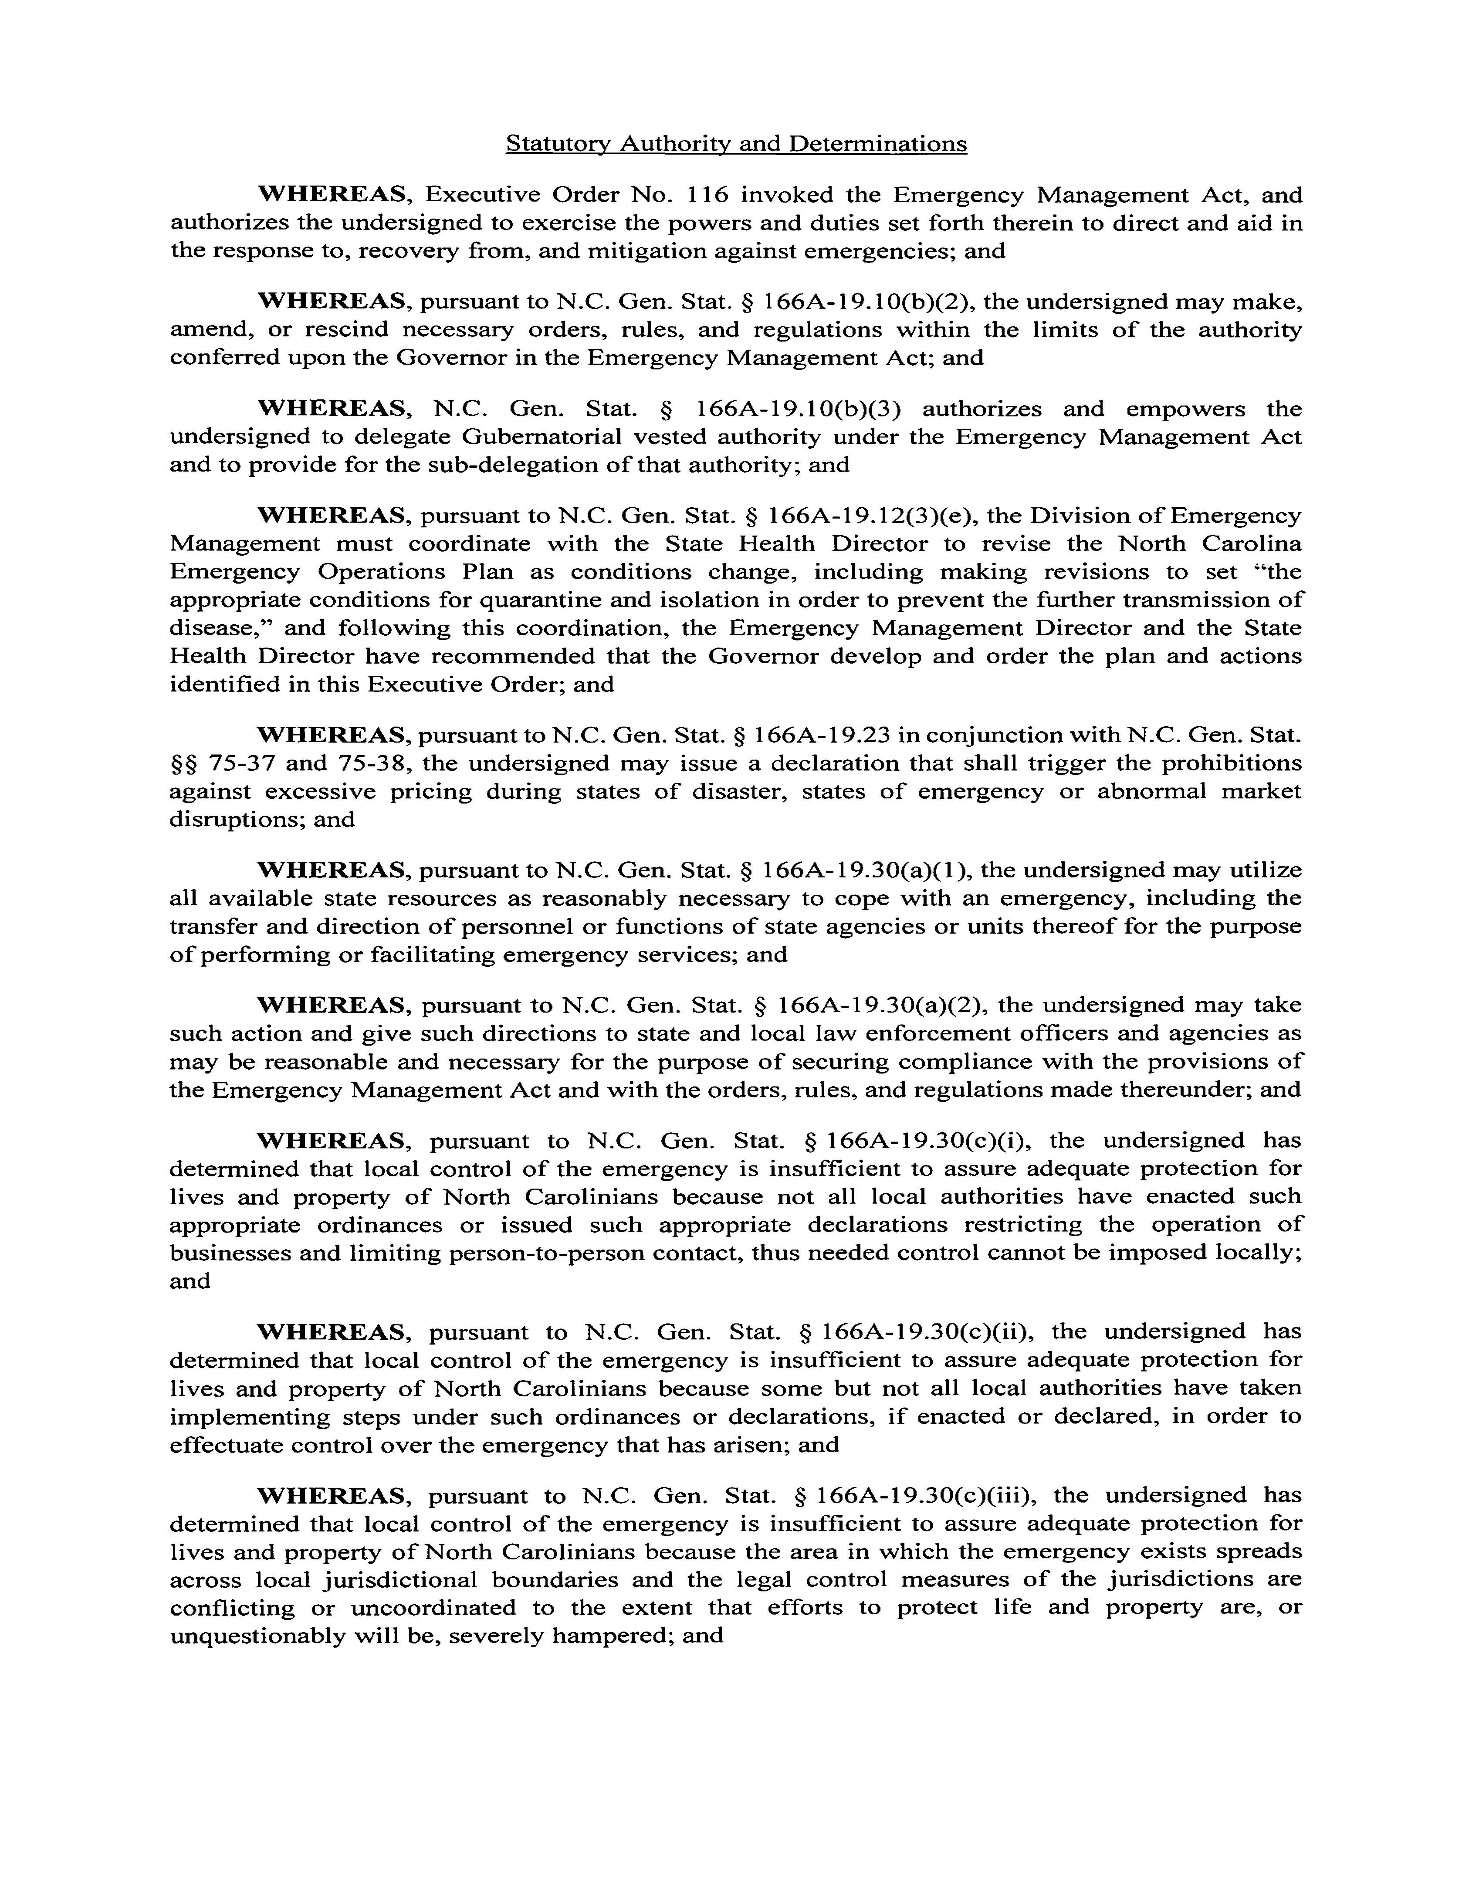 Statutory Authority and Determinations
WHEREAS, Executive Order No. 116 invoked the Emergency Management Act, and
authorizes the undersigned to exercise the powers and duties set forth therein to direct and aid in
the response to, recovery from, and mitigation against emergencies; and
WHEREAS, pursuant to N.C. Gen. Stat. § 166A-19.10(b)(2), the undersigned may make,
amend, or rescind necessary orders, rules, and regulations within the limits of the authority
conferred upon the Governor in the Emergency Management Act; and
WHEREAS, N.C. Gen. Stat. § 166A-19.10(b)(3) authorizes and empowers the
undersigned to delegate Gubernatorial vested authority under the Emergency Management Act
and to provide for the sub-delegation of that authority; and
WHEREAS, pursuant to N.C. Gen. Stat. § 166A-19.12(3)(e), the Division of Emergency
Management must coordinate with the State Health Director to revise the North Carolina
Emergency Operations Plan as conditions change, including making revisions to set “the
appropriate conditions for quarantine and isolation in order to prevent the further transmission of
disease,” and following this coordination, the Emergency Management Director and the State
Health Director have recommended that the Governor develop and order the plan and actions
identified in this Executive Order; and
WHEREAS, pursuant to N.C. Gen. Stat. § 166A-19.23 in conjunction with N.C. Gen. Stat.
§§ 75-37 and 75-38, the undersigned may issue a declaration that shall trigger the prohibitions
against excessive pricing during states of disaster, states of emergency or abnormal market
disruptions; and
WHEREAS, pursuant to N.C. Gen. Stat. § 166A-19.30(a)(1), the undersigned may utilize
all available state resources as reasonably necessary to cope with an emergency, including the
transfer and direction of personnel or functions of state agencies or units thereof for the purpose
of performing or facilitating emergency services; and
WHEREAS, pursuant to N.C. Gen. Stat. § 166A-19.30(a)(2), the undersigned may take
such action and give such directions to state and local law enforcement officers and agencies as
may be reasonable and necessary for the purpose of securing compliance with the provisions of
the Emergency Management Act and with the orders, rules, and regulations made thereunder; and
WHEREAS, pursuant to N.C. Gen. Stat. § 166A-19.30(c)(i), the undersigned has
determined that local control of the emergency is insufficient to assure adequate protection for
lives and property of North Carolinians because not all local authorities have enacted such
appropriate ordinances or issued such appropriate declarations restricting the operation of
businesses and limiting person-to-person contact, thus needed control cannot be imposed locally;
and
WHEREAS, pursuant to N.C. Gen. Stat. § 166A-19.30(c)(ii), the undersigned has
determined that local control of the emergency is insufficient to assure adequate protection for
lives and property of North Carolinians because some but not all local authorities have taken
implementing steps under such ordinances or declarations, if enacted or declared, in order to
effectuate control over the emergency that has arisen; and
WHEREAS, pursuant to N.C. Gen. Stat. § 166A-19.30(c)(iii), the undersigned has
determined that local control of the emergency is insufficient to assure adequate protection for
lives and property of North Carolinians because the area in which the emergency exists spreads
across local jurisdictional boundaries and the legal control measures of the jurisdictions are
conflicting or uncoordinated to the extent that efforts to protect life and property are, or
unquestionably will be, severely hampered; and